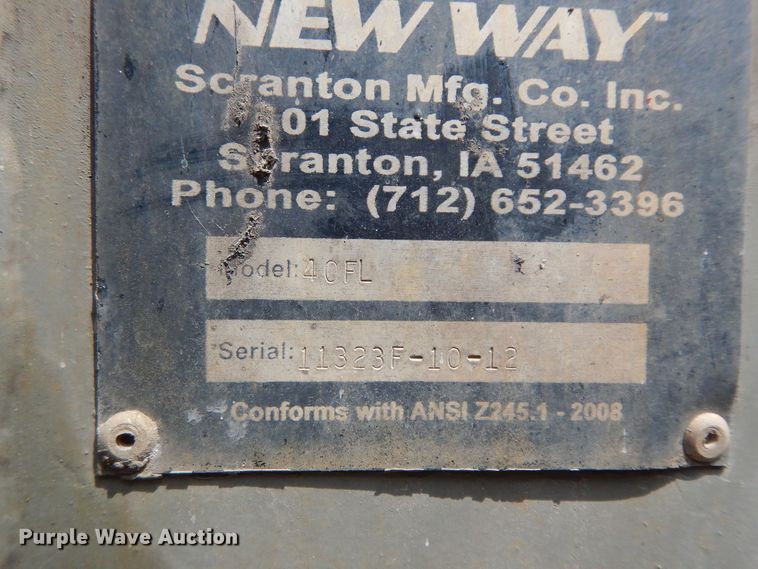 NEW WAY™
Scranton Mfg. Co. Inc.
01 State Street
Scranton, IA 51462
Phone: (712) 652-3396
Model: 40FL
Serial: 11323F-10-12
Conforms with ANSI Z245.1 - 2008
Purple Wave Auction